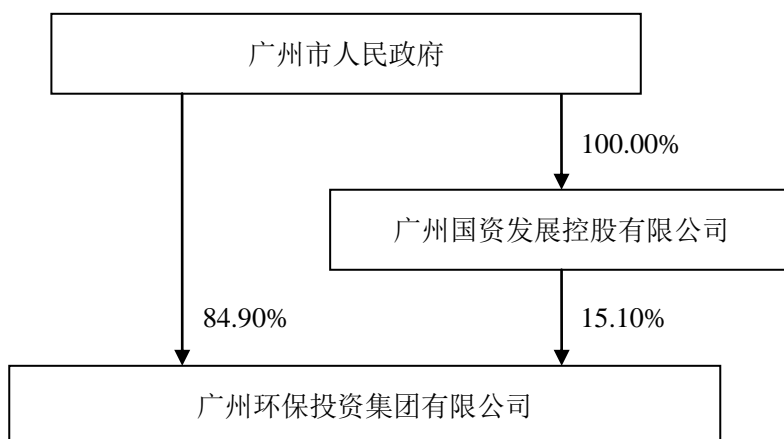 广州市人民政府
100.00%
广州国资发展控股有限公司
84.90%
15.10%
广州环保投资集团有限公司